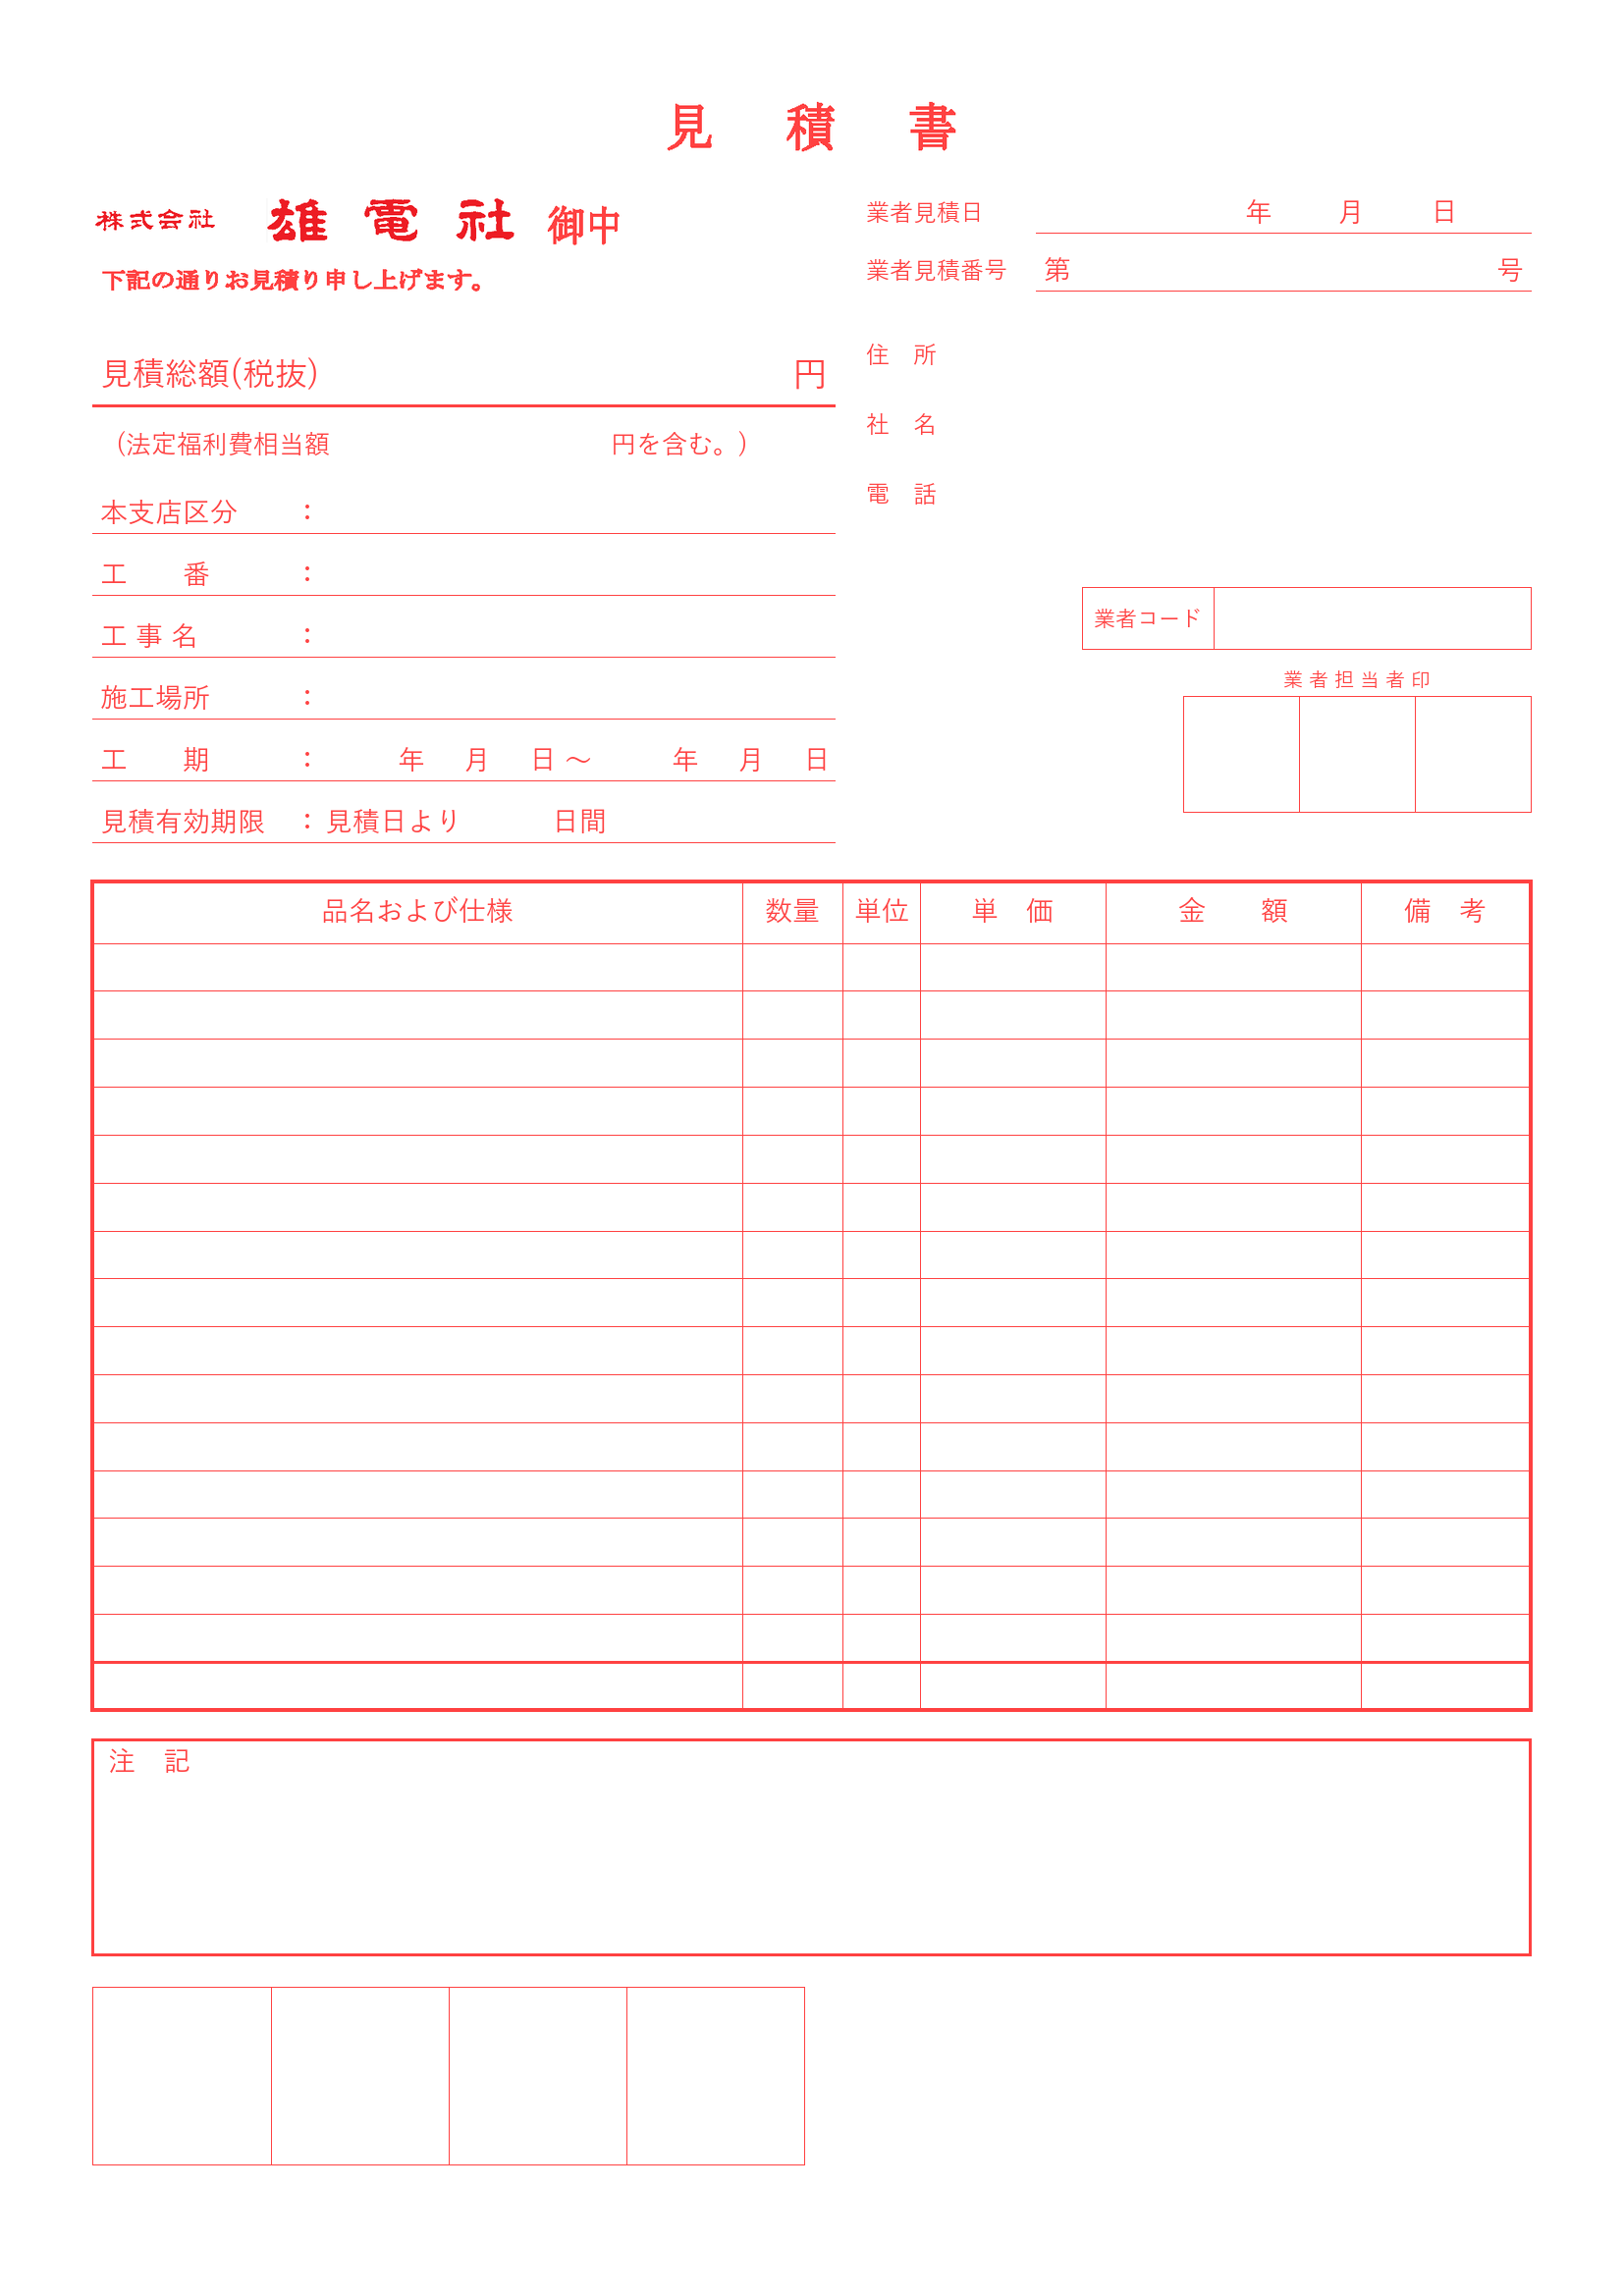 見 積 書
株式会社 雄電社 御中
下記の通りお見積り申し上げます。
見積総額(税抜) 円
（法定福利費相当額 円を含む。）
本支店区分 ：
工 番 ：
工 事 名 ：
施工場所 ：
工 期 ： 年 月 日 ～ 年 月 日
見積有効期限 ： 見積日より 日間
業者見積日 年 月 日
業者見積番号 第 号
住 所
社 名
電 話
業者コード
業者担当者印
品名および仕様 数量 単位 単 価 金 額 備 考
注 記